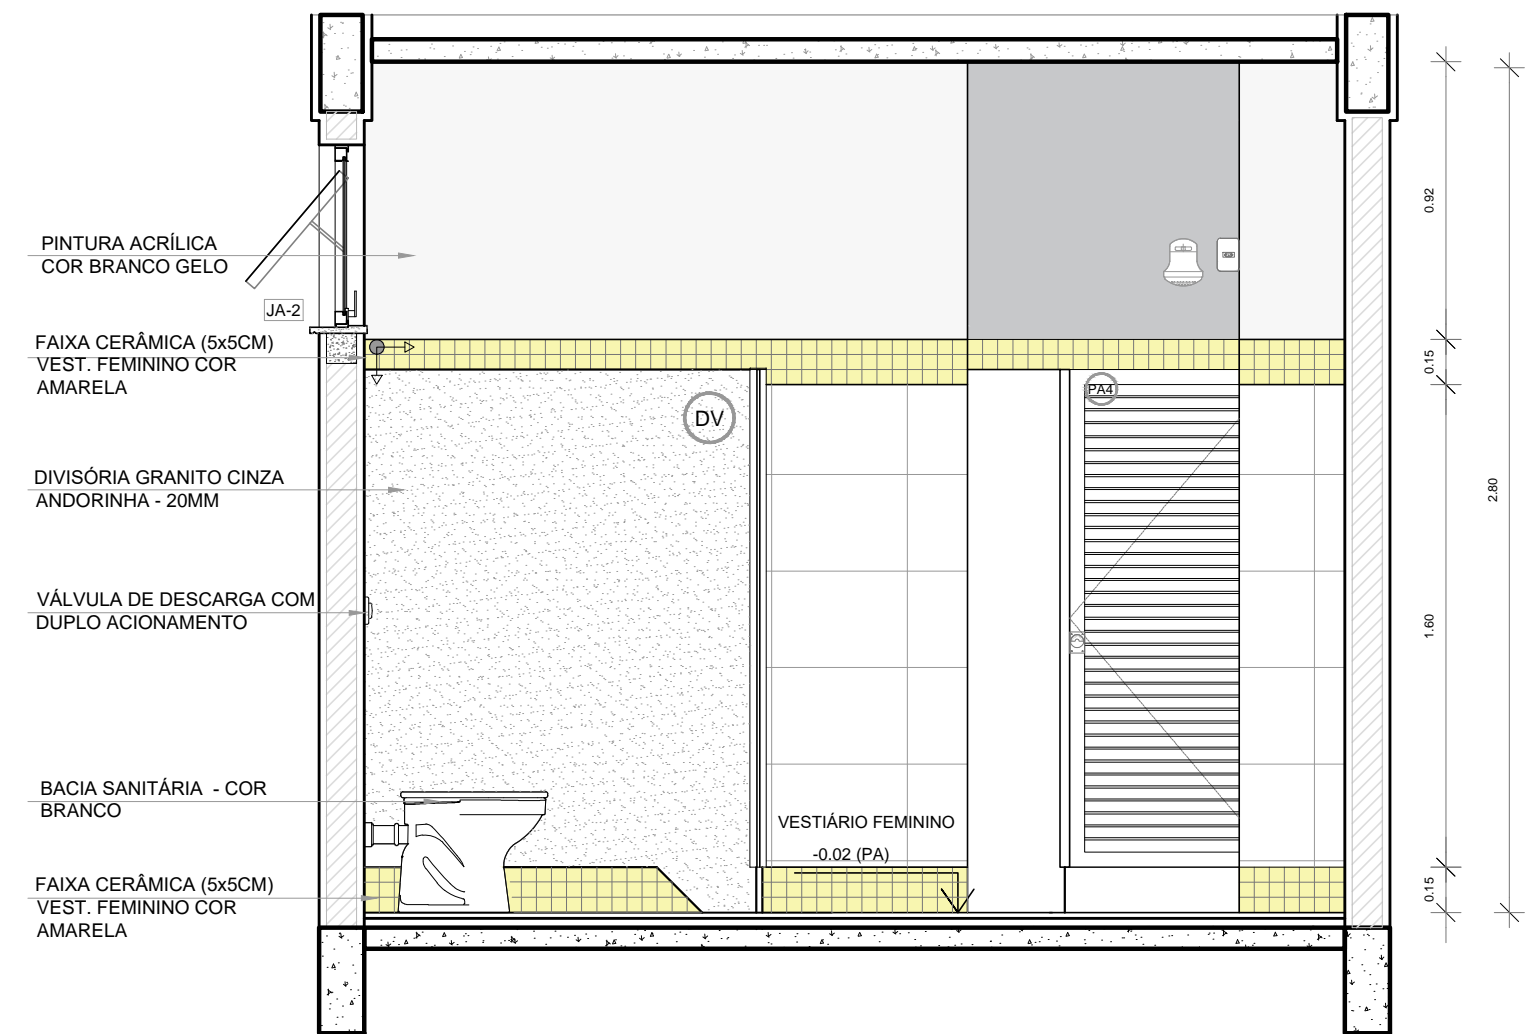 PINTURA ACRÍLICA
COR BRANCO GELO
JA-2
FAIXA CERÂMICA (5x5CM)
VEST. FEMININO COR
AMARELA
DV
PA4
DIVISÓRIA GRANITO CINZA
ANDORINHA - 20MM
VÁLVULA DE DESCARGA COM
DUPLO ACIONAMENTO
BACIA SANITÁRIA - COR
BRANCO
VESTIÁRIO FEMININO
-0.02 (PA)
FAIXA CERÂMICA (5x5CM)
VEST. FEMININO COR
AMARELA
0.92
0.15
1.60
0.15
2.80